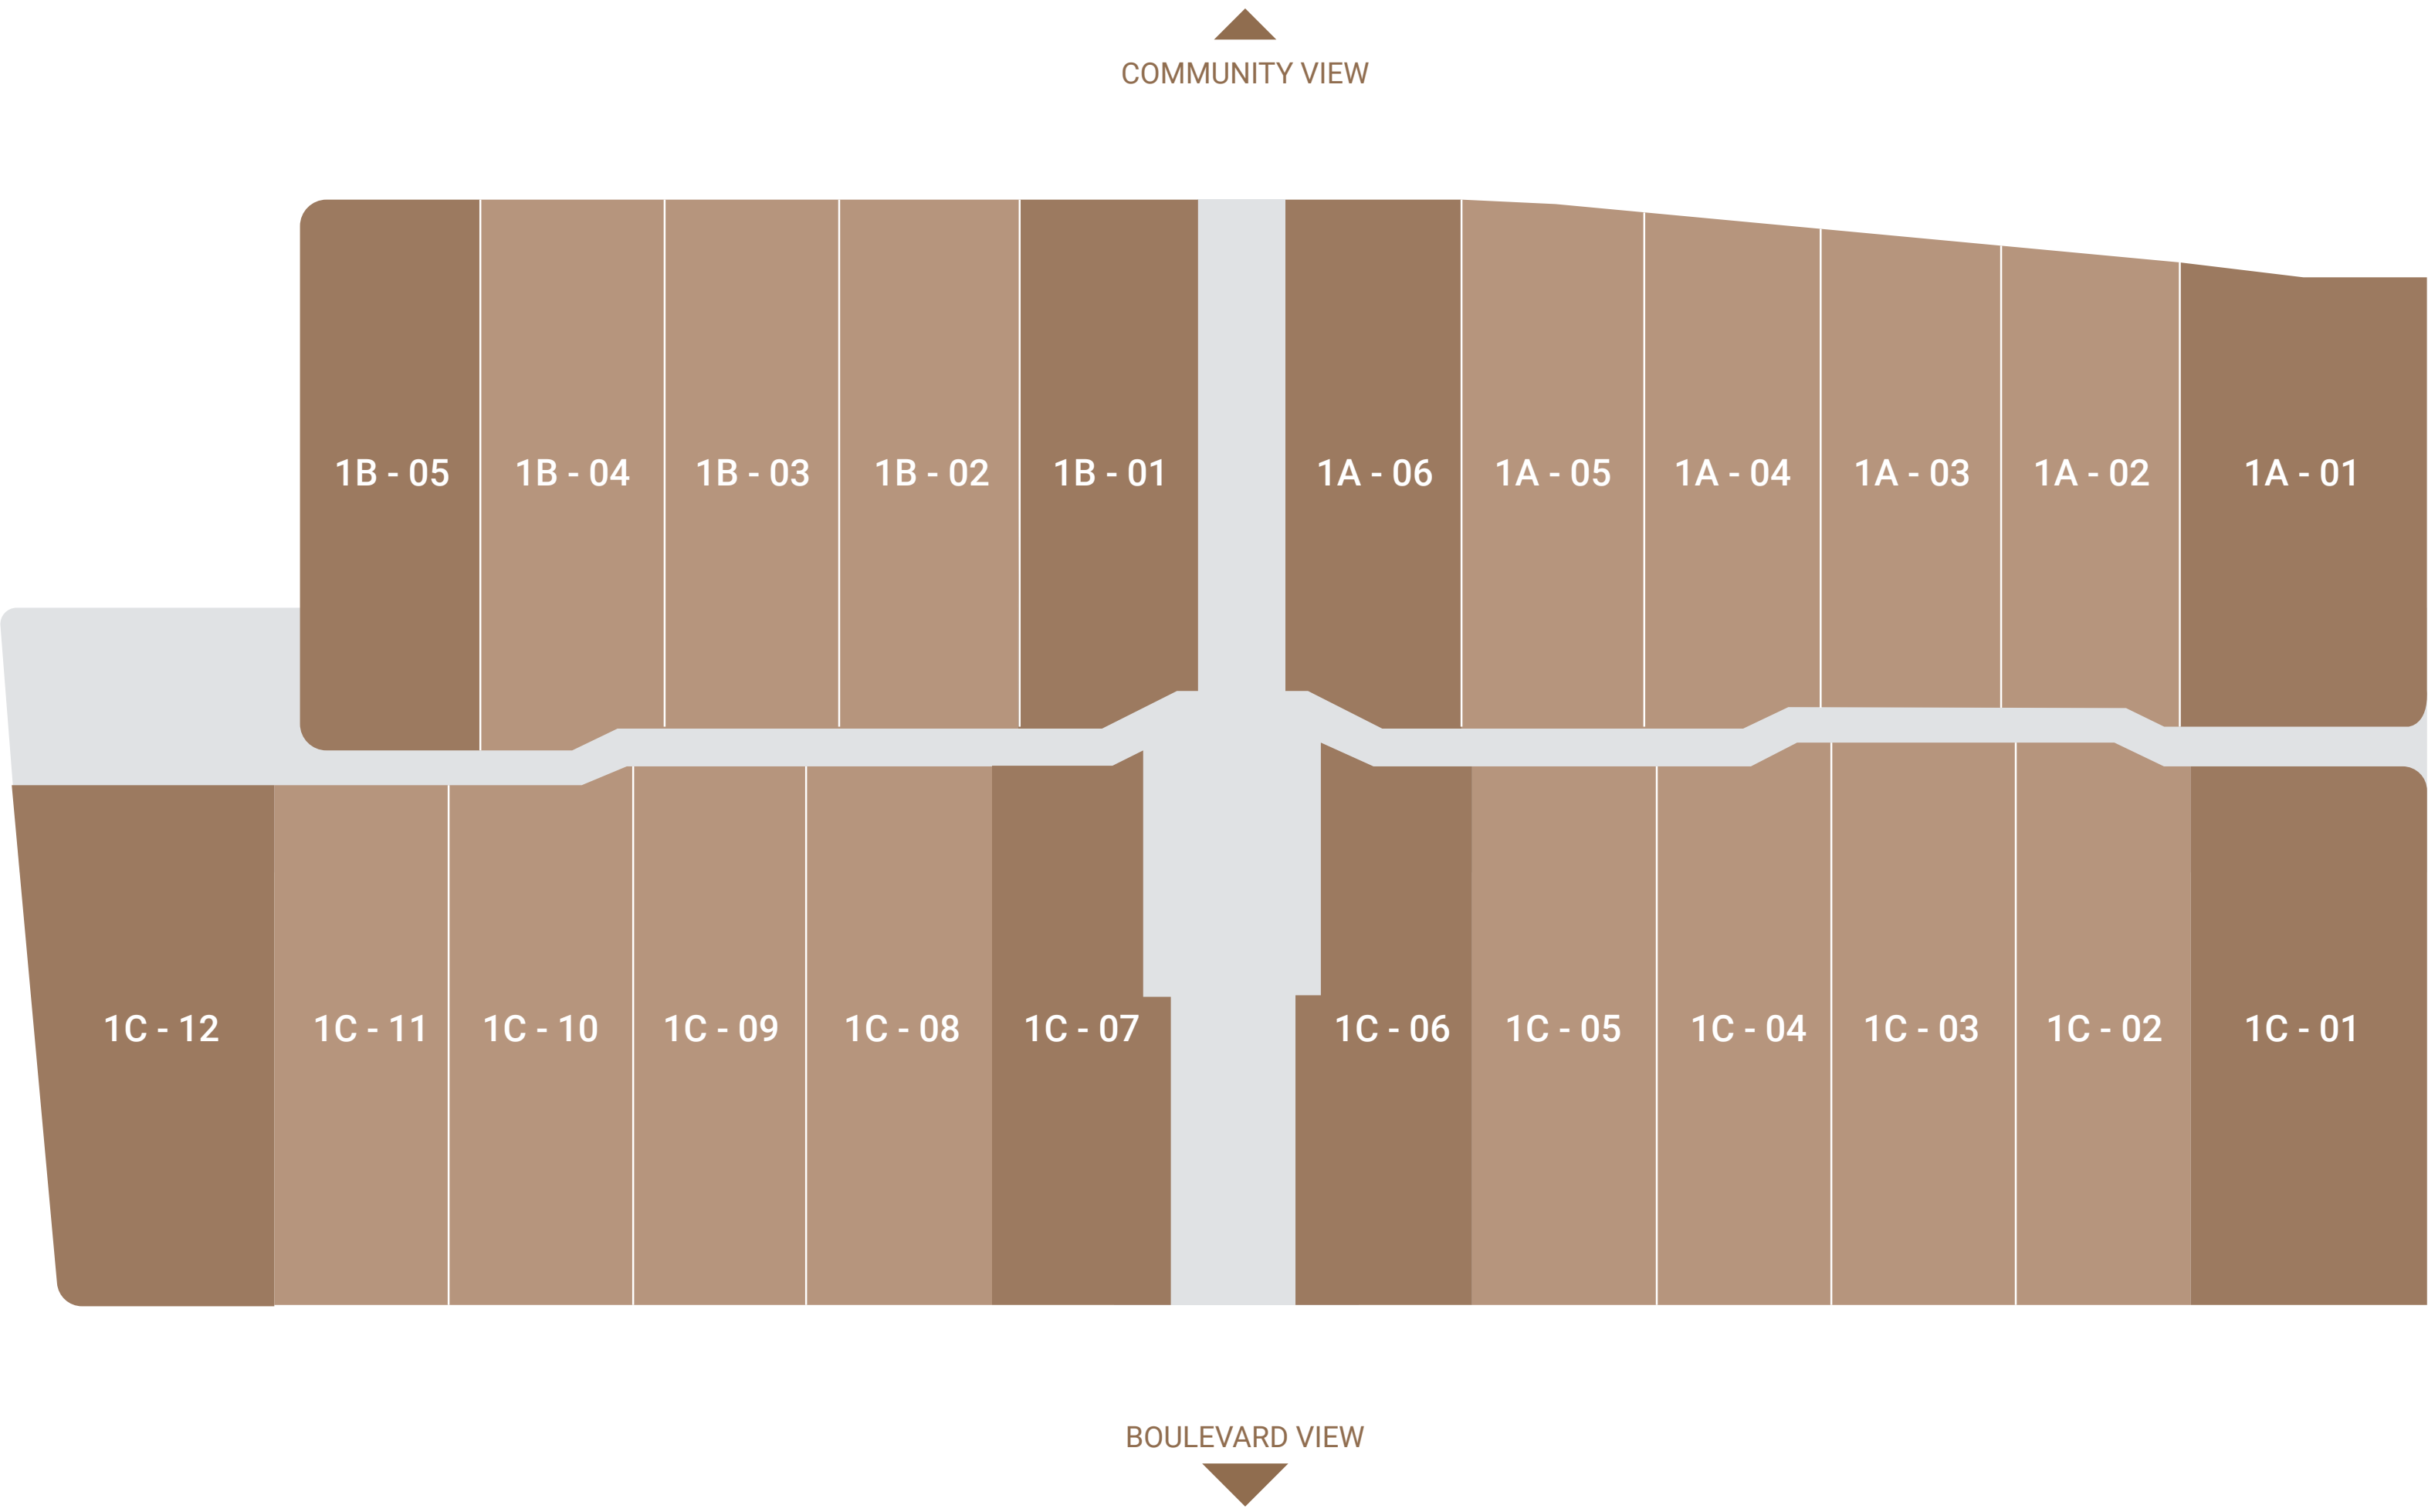 COMMUNITY VIEW
1B - 05 1B - 04 1B - 03 1B - 02 1B - 01 1A - 06 1A - 05 1A - 04 1A - 03 1A - 02 1A - 01
1C - 12 1C - 11 1C - 10 1C - 09 1C - 08 1C - 07 1C - 06 1C - 05 1C - 04 1C - 03 1C - 02 1C - 01
BOULEVARD VIEW